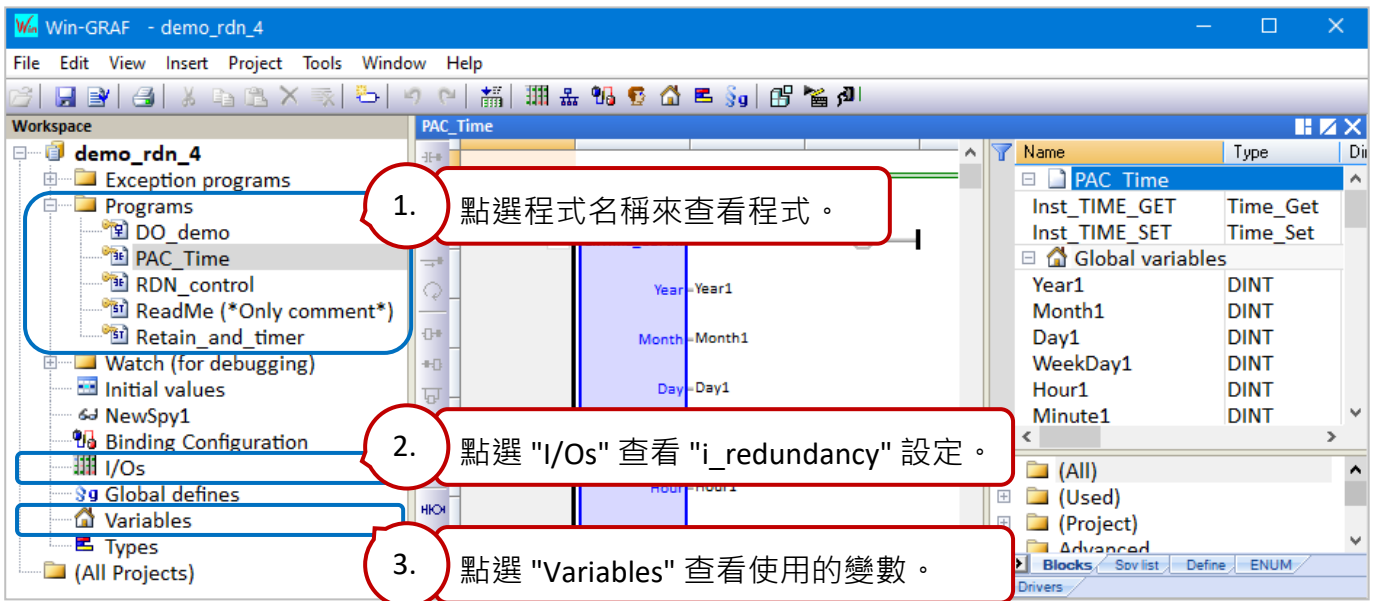 Win-GRAF - demo_rdn_4
File Edit View Insert Project Tools Window Help
Workspace
demo_rdn_4
Exception programs
Programs
DO_demo
PAC_Time
RDN_control
ReadMe (*Only comment*)
Retain_and_timer
Watch (for debugging)
Initial values
NewSpy1
Binding Configuration
I/Os
Global defines
Variables
Types
(All Projects)
PAC_Time
1. 點選程式名稱來查看程式。
Year Year1
Month Month1
Day Day1
2. 點選 "I/Os" 查看 "i_redundancy" 設定。
Hour Hour1
3. 點選 "Variables" 查看使用的變數。
Name Type
PAC_Time
Inst_TIME_GET Time_Get
Inst_TIME_SET Time_Set
Global variables
Year1 DINT
Month1 DINT
Day1 DINT
WeekDay1 DINT
Hour1 DINT
Minute1 DINT
(All)
(Used)
(Project)
Advanced
Blocks Spy list Define ENUM
Drivers